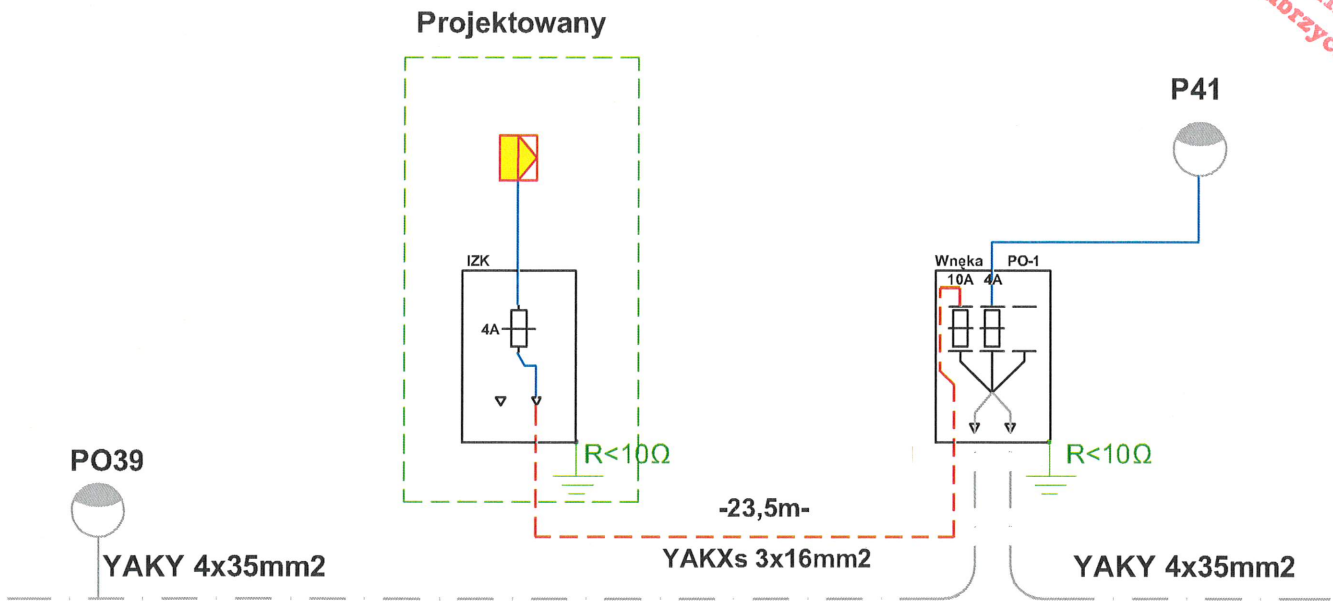 Projektowany
P41
IZK
4A
Wnęka PO-1
10A 4A
R<10Ω
R<10Ω
PO39
-23,5m-
YAKXs 3x16mm2
YAKY 4x35mm2
YAKY 4x35mm2